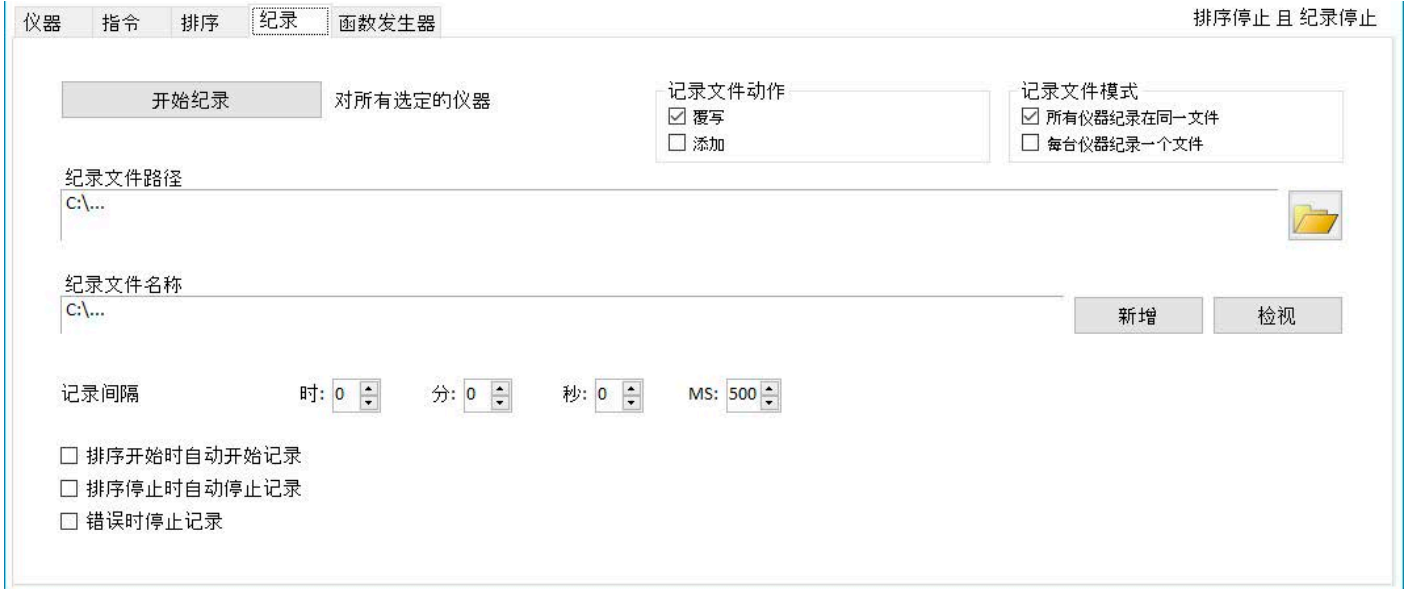 仪器 指令 排序 纪录 函数发生器 排序停止 且 纪录停止
开始纪录 对所有选定的仪器
记录文件动作
覆写
添加
记录文件模式
所有仪器纪录在同一文件
每台仪器纪录一个文件
纪录文件路径
C:\...
纪录文件名称
C:\...
新增 检视
记录间隔 时: 0 分: 0 秒: 0 MS: 500
排序开始时自动开始记录
排序停止时自动停止记录
错误时停止记录